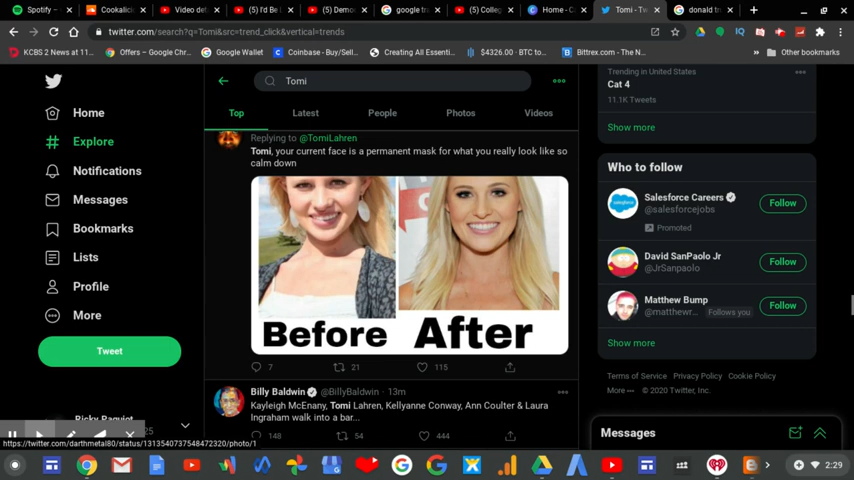 Spotify –
Cookalici
Video det
(5) I'd Be
(5) Demo
google tra
(5) Colleg
Home - C
Tomi - Tw
donald tr
twitter.com/search?q=Tomi&src=trend_click&vertical=trends
KCBS 2 News at 11...
Offers – Google Chr...
Google Wallet
Coinbase - Buy/Sell...
Creating All Essenti...
$4326.00 - BTC to...
Bittrex.com - The N...
»
Other bookmarks
Tomi
Top
Latest
People
Photos
Videos
Home
Explore
Notifications
Messages
Bookmarks
Lists
Profile
More
Tweet
Replying to @TomiLahren
Tomi, your current face is a permanent mask for what you really look like so
calm down
Before After
7
21
115
Billy Baldwin @BillyBaldwin · 13m
Kayleigh McEnany, Tomi Lahren, Kellyanne Conway, Ann Coulter & Laura
Ingraham walk into a bar...
148
54
444
Trending in United States
Cat 4
11.1K Tweets
Show more
Who to follow
Salesforce Careers
@salesforcejobs
Promoted
Follow
David SanPaolo Jr
@JrSanpaolo
Follow
Matthew Bump
@matthewr... Follows you
Follow
Show more
Terms of Service Privacy Policy Cookie Policy
More © 2020 Twitter, Inc.
Messages
https://twitter.com/darthmetal80/status/1313540737548472320/photo/1
2:29